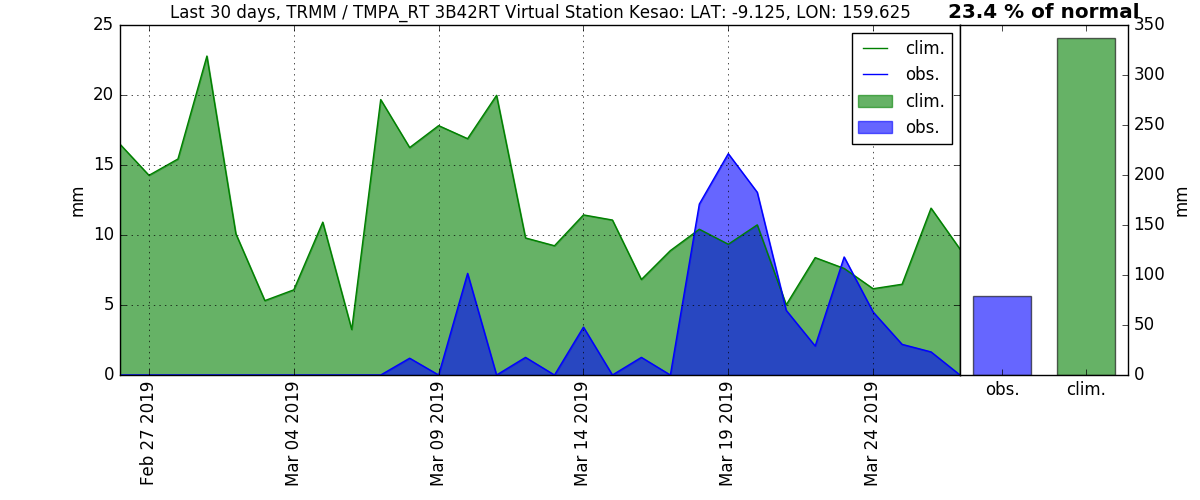 Last 30 days, TRMM / TMPA_RT 3B42RT Virtual Station Kesao: LAT: -9.125, LON: 159.625
23.4 % of normal
25
20
15
10
5
0
mm
clim.
obs.
clim.
obs.
Feb 27 2019
Mar 04 2019
Mar 09 2019
Mar 14 2019
Mar 19 2019
Mar 24 2019
350
300
250
200
150
100
50
0
mm
obs.
clim.